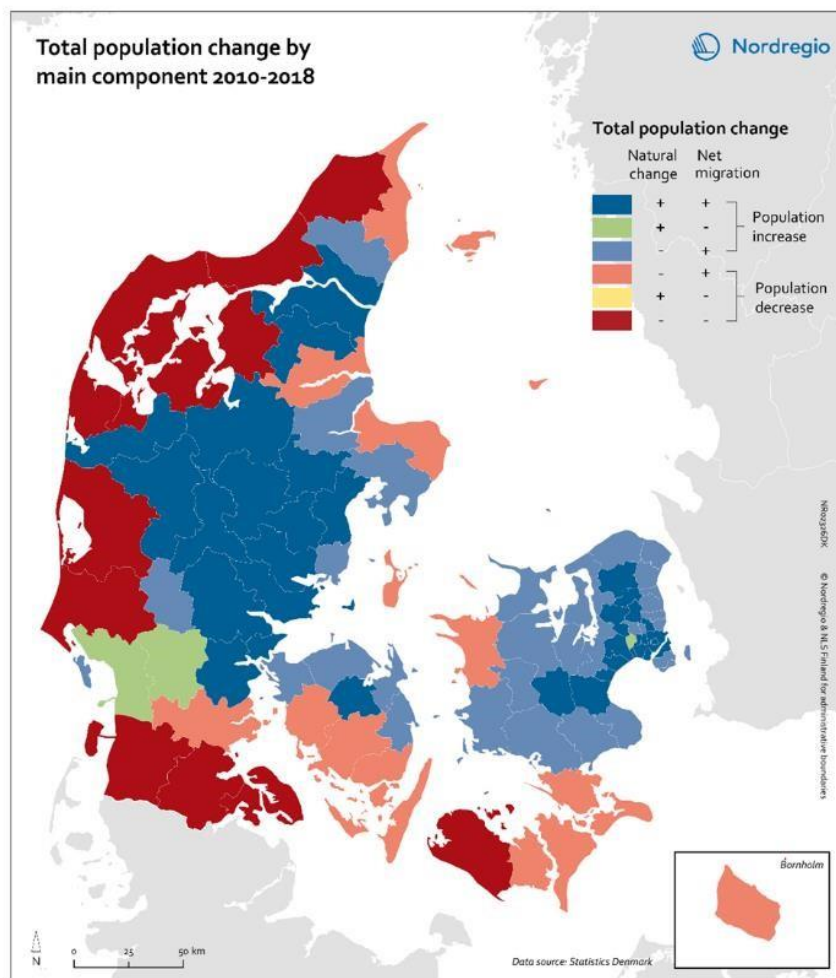 Total population change by
main component 2010-2018
Nordregio
Total population change
Natural change
Net migration
+ +
+ -
- +
Population increase
- +
+ -
- -
Population decrease
NR02326DK © Nordregio & NLS Finland for administrative boundaries
Bornholm
N
0 25 50 km
Data source: Statistics Denmark